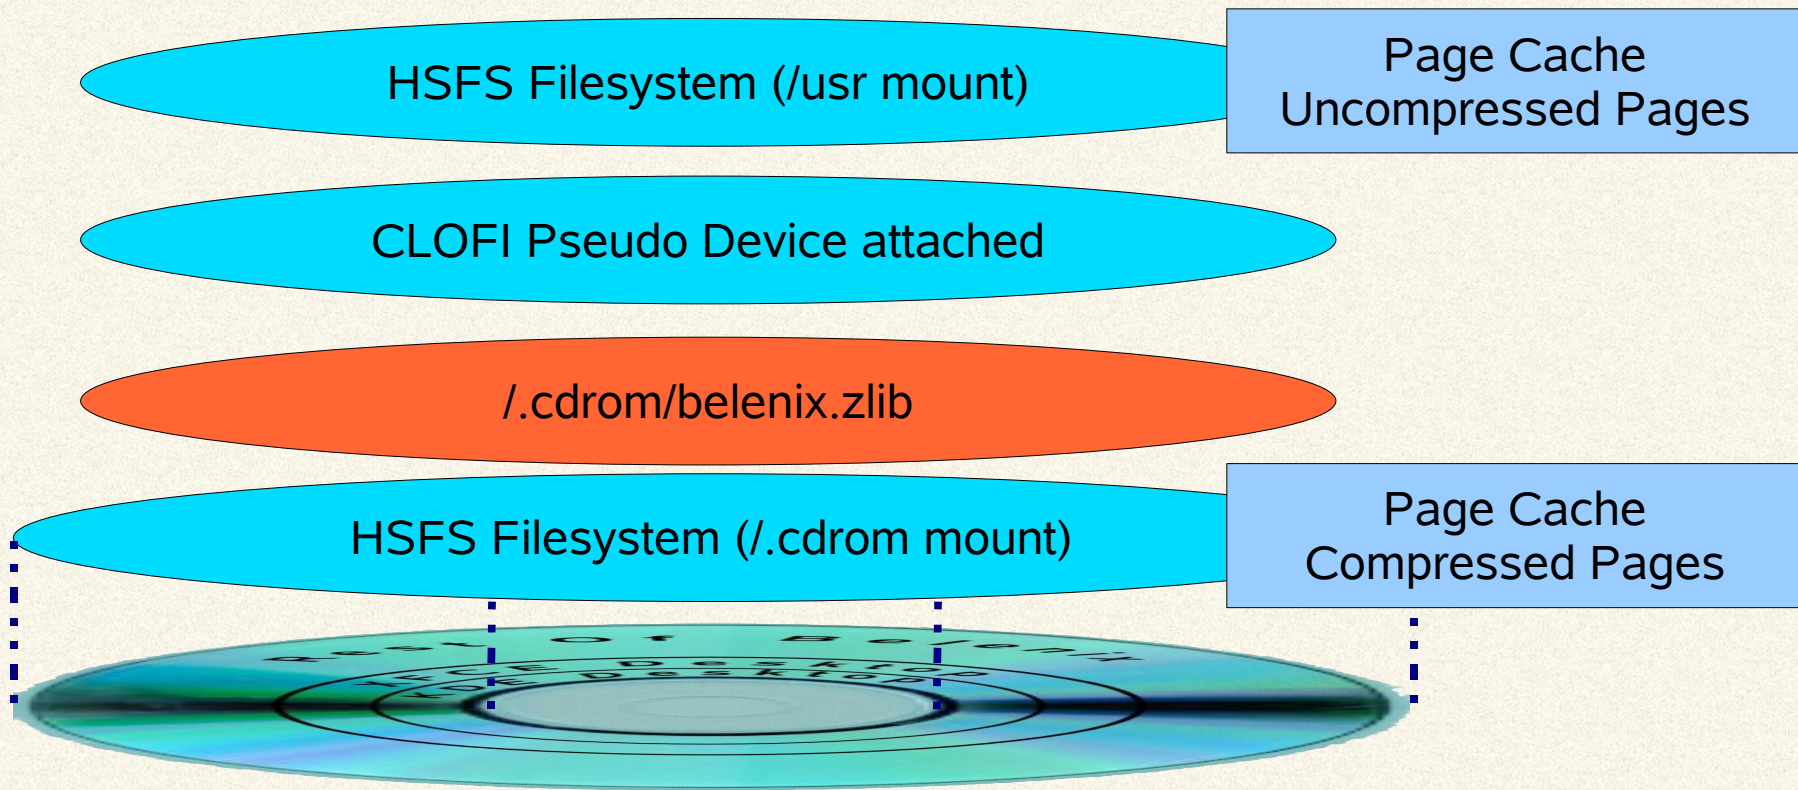 HSFS Filesystem (/usr mount)
Page Cache
Uncompressed Pages
CLOFI Pseudo Device attached
/.cdrom/belenix.zlib
HSFS Filesystem (/.cdrom mount)
Page Cache
Compressed Pages
Rest Of Belenix
XFCE Desktop
KDE Desktop